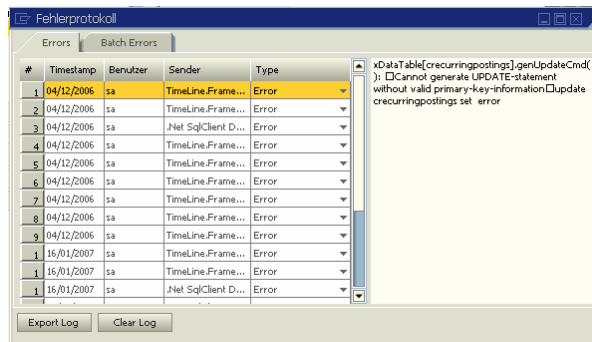 Fehlerprotokoll
Errors Batch Errors
# Timestamp Benutzer Sender Type
1 04/12/2006 sa TimeLine.Frame... Error
2 04/12/2006 sa TimeLine.Frame... Error
3 04/12/2006 sa .Net SqlClient D... Error
4 04/12/2006 sa TimeLine.Frame... Error
5 04/12/2006 sa TimeLine.Frame... Error
6 04/12/2006 sa TimeLine.Frame... Error
7 04/12/2006 sa TimeLine.Frame... Error
8 04/12/2006 sa TimeLine.Frame... Error
9 04/12/2006 sa TimeLine.Frame... Error
1 16/01/2007 sa TimeLine.Frame... Error
1 16/01/2007 sa TimeLine.Frame... Error
1 16/01/2007 sa .Net SqlClient D... Error
xDataTable[crecurringpostings].genUpdateCmd(
): □Cannot generate UPDATE-statement
without valid primary-key-information□update
crecurringpostings set error
Export Log Clear Log